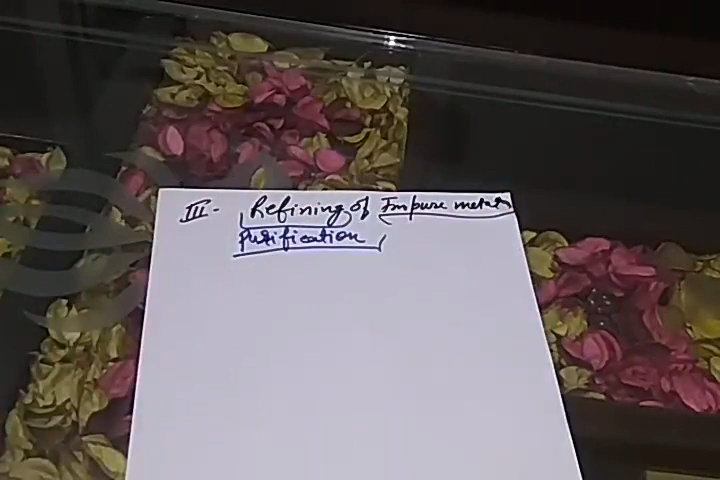 III- Refining of Impure metals
Purification